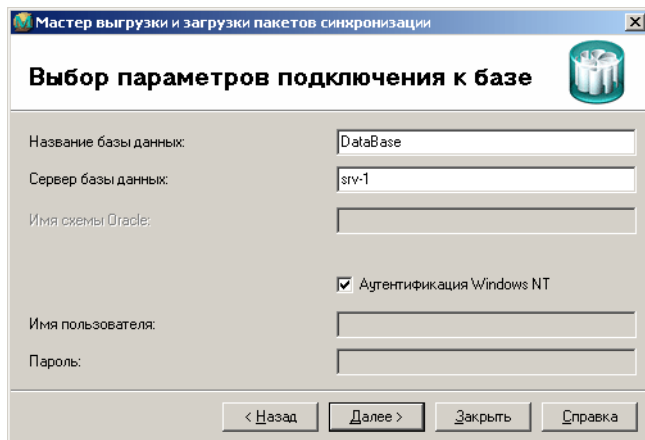 Мастер выгрузки и загрузки пакетов синхронизации
Выбор параметров подключения к базе
Название базы данных: DataBase
Сервер базы данных: srv-1
Имя схемы Oracle:
Аутентификация Windows NT
Имя пользователя:
Пароль:
< Назад Далее > Закрыть Справка